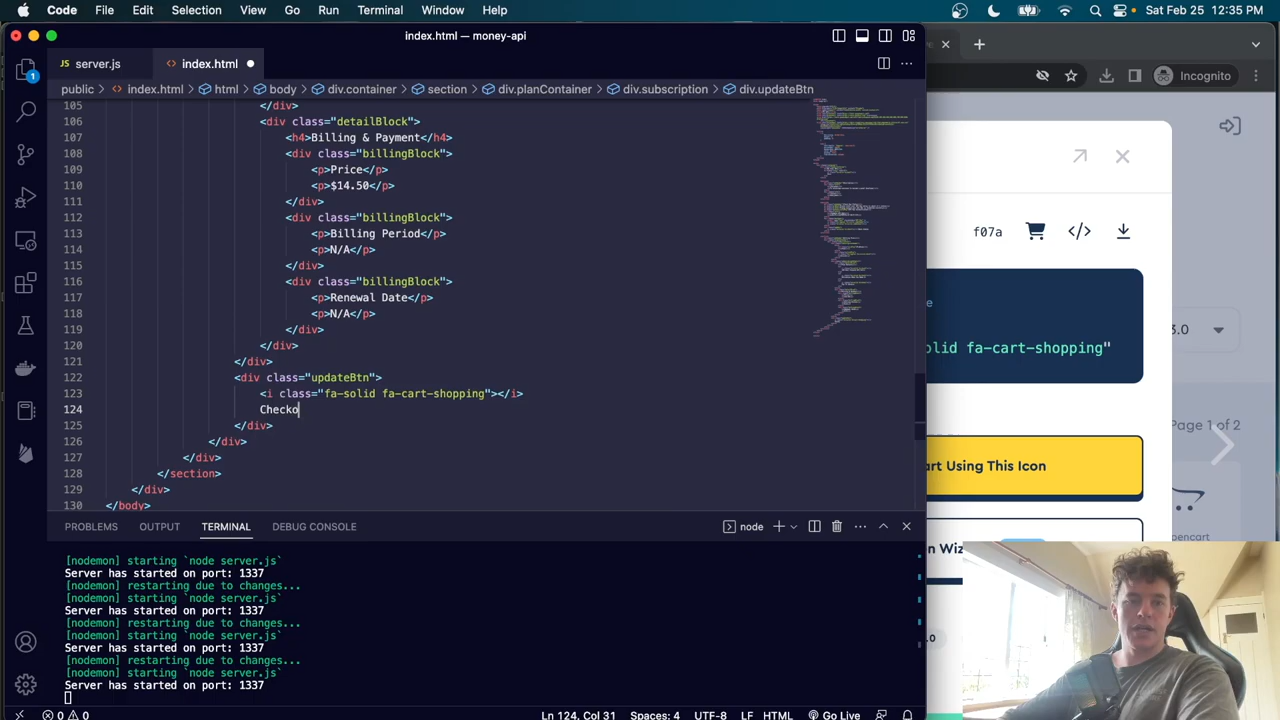 Code File Edit Selection View Go Run Terminal Window Help Sat Feb 25 12:35 PM
index.html — money-api
JS server.js <> index.html
Incognito
public > <> index.html > html > body > div.container > section > div.planContainer > div.subscription > div.updateBtn
1
105 </div>
106 <div class="detailBlock">
107 <h4>Billing & Payment</h4>
108 <div class="billingBlock">
109 <p>Price</p>
110 <p>$14.50</p>
111 </div>
112 <div class="billingBlock">
113 <p>Billing Period</p>
114 <p>N/A</p>
115 </div>
116 <div class="billingBlock">
117 <p>Renewal Date</p>
118 <p>N/A</p>
119 </div>
120 </div>
121 </div>
122 <div class="updateBtn">
123 <i class="fa-solid fa-cart-shopping"></i>
124 Checko
125 </div>
126 </div>
127 </div>
128 </section>
129 </div>
130 </body>
f07a
olid fa-cart-shopping"
3.0
Page 1 of 2
art Using This Icon
PROBLEMS OUTPUT TERMINAL DEBUG CONSOLE node
[nodemon] starting `node server.js`
Server has started on port: 1337
[nodemon] restarting due to changes...
[nodemon] starting `node server.js`
Server has started on port: 1337
[nodemon] restarting due to changes...
[nodemon] starting `node server.js`
Server has started on port: 1337
[nodemon] restarting due to changes...
[nodemon] starting `node server.js`
Server has started on port: 1337
0 0 Ln 124, Col 31 Spaces: 4 UTF-8 LF HTML Go Live